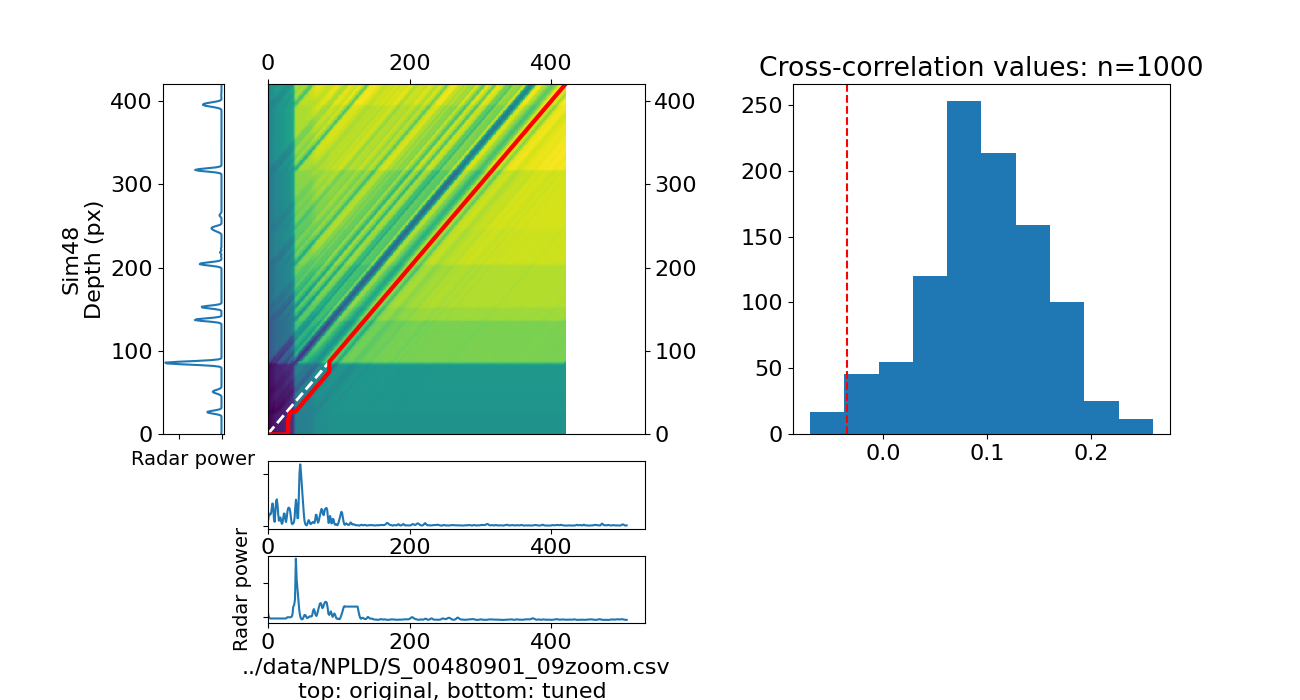 Cross-correlation values: n=1000
0 200 400
Sim48
Depth (px)
400
300
200
100
0
400
300
200
100
0
Radar power
250
200
150
100
50
0
0.0 0.1 0.2
0 200 400
Radar power
0 200 400
../data/NPLD/S_00480901_09zoom.csv
top: original, bottom: tuned